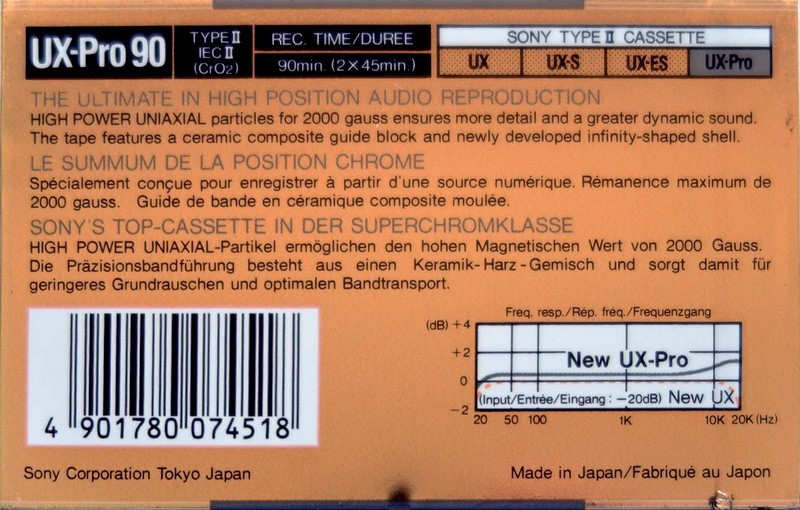 UX-Pro 90
TYPE II
IEC II
(CrO2)
REC. TIME/DUREE
90min. (2×45min.)
SONY TYPE II CASSETTE
UX UX-S UX-ES UX-Pro
THE ULTIMATE IN HIGH POSITION AUDIO REPRODUCTION
HIGH POWER UNIAXIAL particles for 2000 gauss ensures more detail and a greater dynamic sound.
The tape features a ceramic composite guide block and newly developed infinity-shaped shell.
LE SUMMUM DE LA POSITION CHROME
Spécialement conçue pour enregistrer à partir d'une source numérique. Rémanence maximum de
2000 gauss. Guide de bande en céramique composite moulée.
SONY'S TOP-CASSETTE IN DER SUPERCHROMKLASSE
HIGH POWER UNIAXIAL-Partikel ermöglichen den hohen Magnetischen Wert von 2000 Gauss.
Die Präzisionsbandführung besteht aus einen Keramik-Harz-Gemisch und sorgt damit für
geringeres Grundrauschen und optimalen Bandtransport.
4 901780 074518
Freq. resp./Rép. fréq./Frequenzgang
(dB) +4
+2
0
-2
New UX-Pro
(Input/Entrée/Eingang: -20dB) New UX
20 50 100 1K 10K 20K (Hz)
Sony Corporation Tokyo Japan
Made in Japan/Fabriqué au Japon